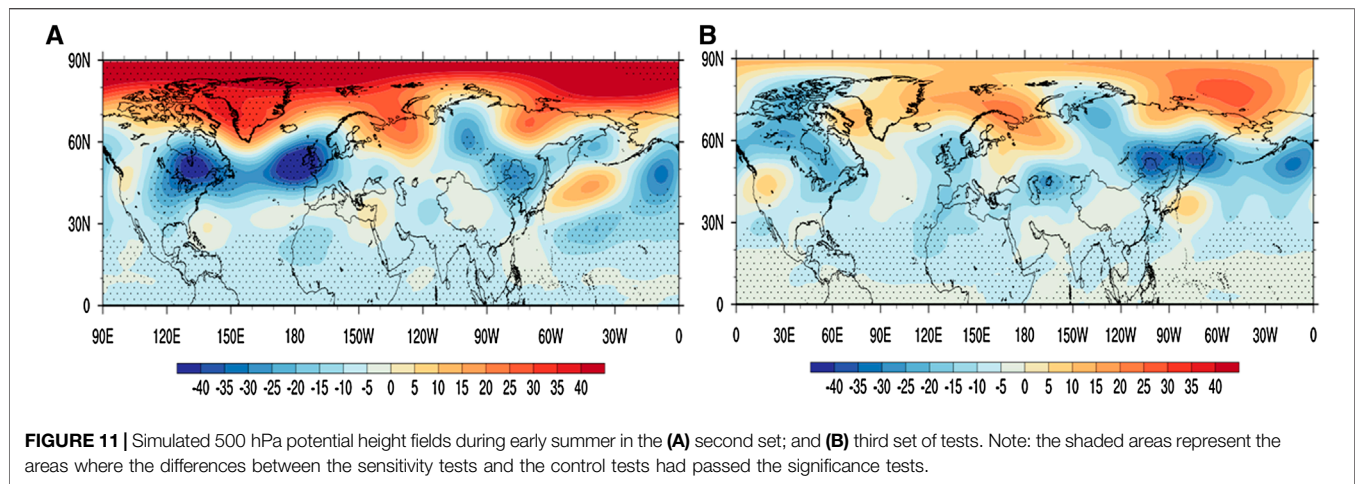 A
B
90N
60N
30N
0
90E 120E 150E 180 150W 120W 90W 60W 30W 0
-40 -35 -30 -25 -20 -15 -10 -5 0 5 10 15 20 25 30 35 40
90N
60N
30N
0
0 30E 60E 90E 120E 150E 180 150W 120W 90W 60W 30W 0
-40 -35 -30 -25 -20 -15 -10 -5 0 5 10 15 20 25 30 35 40
FIGURE 11 | Simulated 500 hPa potential height fields during early summer in the (A) second set; and (B) third set of tests. Note: the shaded areas represent the
areas where the differences between the sensitivity tests and the control tests had passed the significance tests.